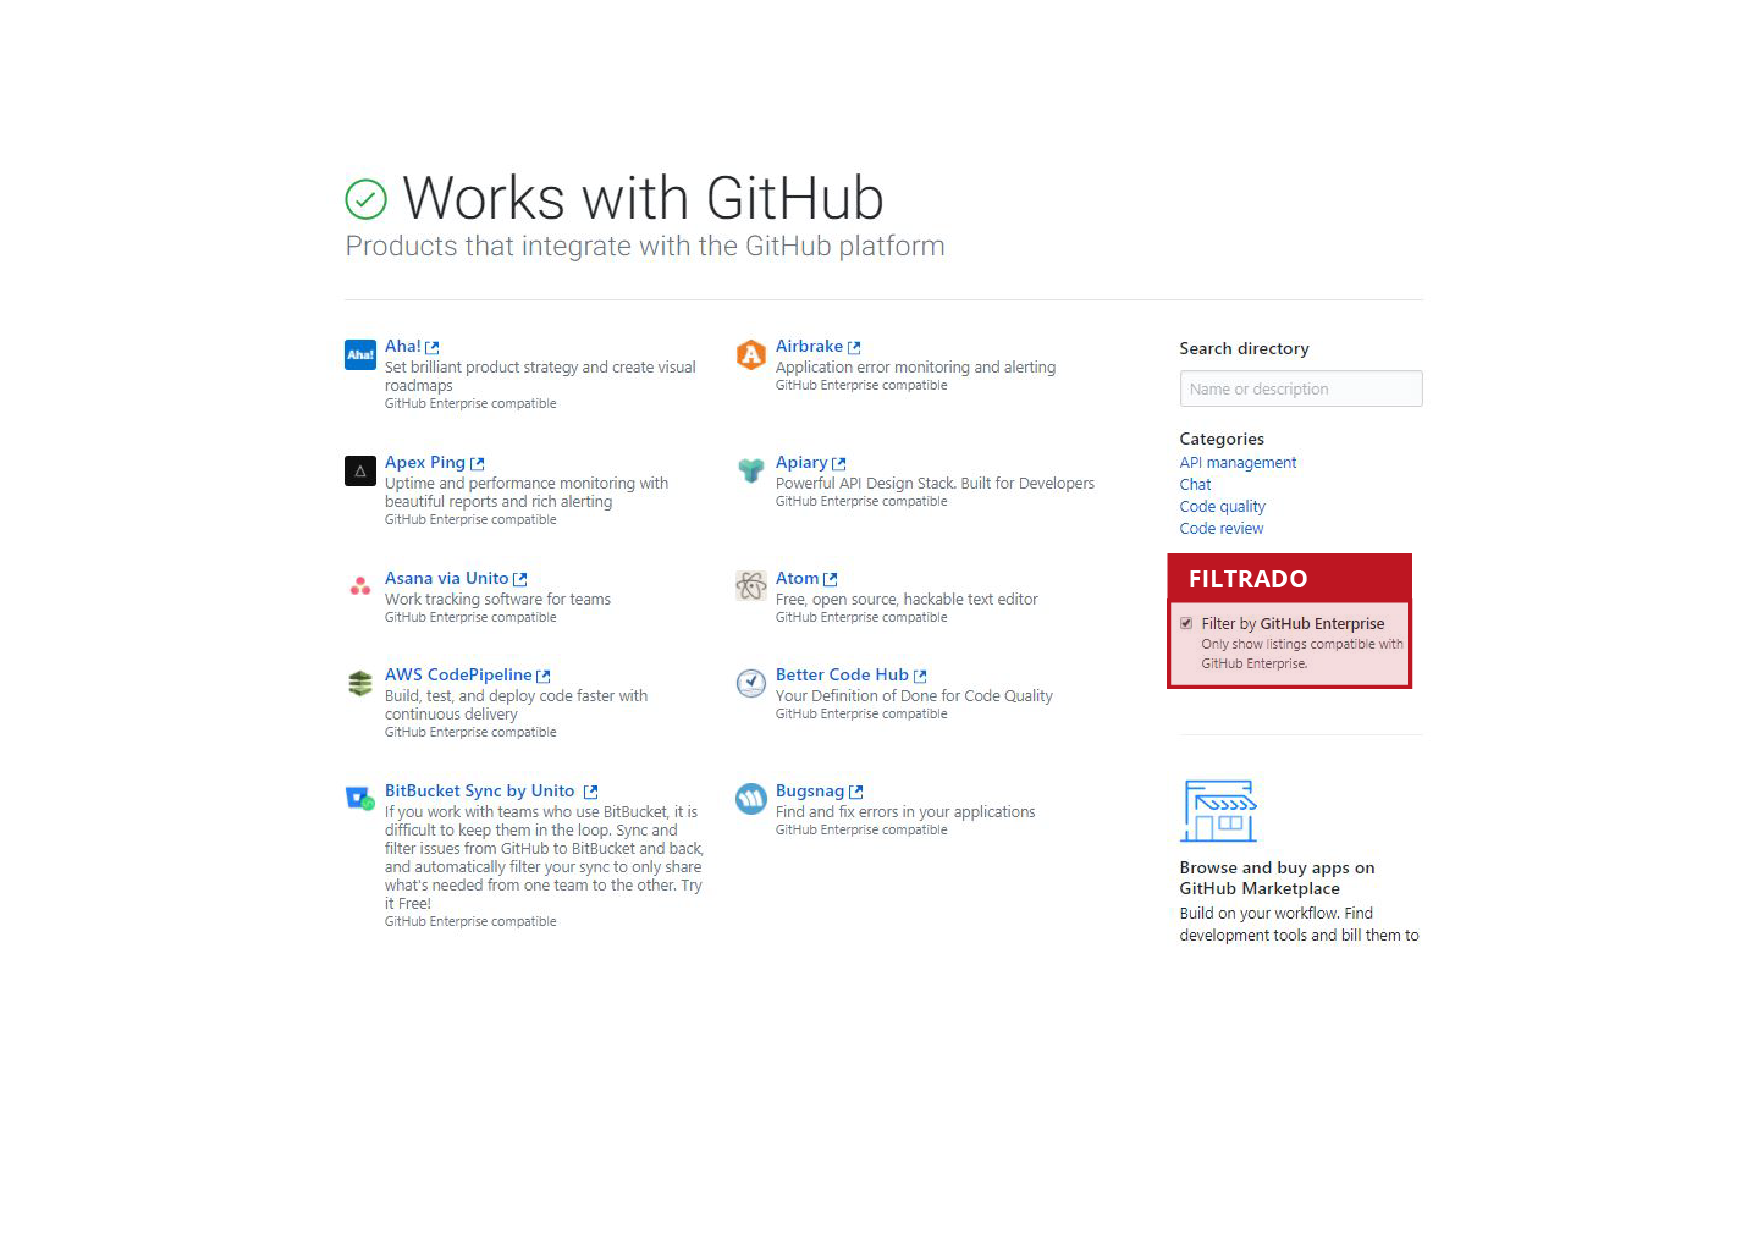 Works with GitHub
Products that integrate with the GitHub platform
Aha!
Aha!
Set brilliant product strategy and create visual
roadmaps
GitHub Enterprise compatible
Airbrake
Application error monitoring and alerting
GitHub Enterprise compatible
Apex Ping
Uptime and performance monitoring with
beautiful reports and rich alerting
GitHub Enterprise compatible
Apiary
Powerful API Design Stack. Built for Developers
GitHub Enterprise compatible
Asana via Unito
Work tracking software for teams
GitHub Enterprise compatible
Atom
Free, open source, hackable text editor
GitHub Enterprise compatible
AWS CodePipeline
Build, test, and deploy code faster with
continuous delivery
GitHub Enterprise compatible
Better Code Hub
Your Definition of Done for Code Quality
GitHub Enterprise compatible
BitBucket Sync by Unito
If you work with teams who use BitBucket, it is
difficult to keep them in the loop. Sync and
filter issues from GitHub to BitBucket and back,
and automatically filter your sync to only share
what's needed from one team to the other. Try
it Free!
GitHub Enterprise compatible
Bugsnag
Find and fix errors in your applications
GitHub Enterprise compatible
Search directory
Name or description
Categories
API management
Chat
Code quality
Code review
FILTRADO
Filter by GitHub Enterprise
Only show listings compatible with
GitHub Enterprise.
Browse and buy apps on
GitHub Marketplace
Build on your workflow. Find
development tools and bill them to